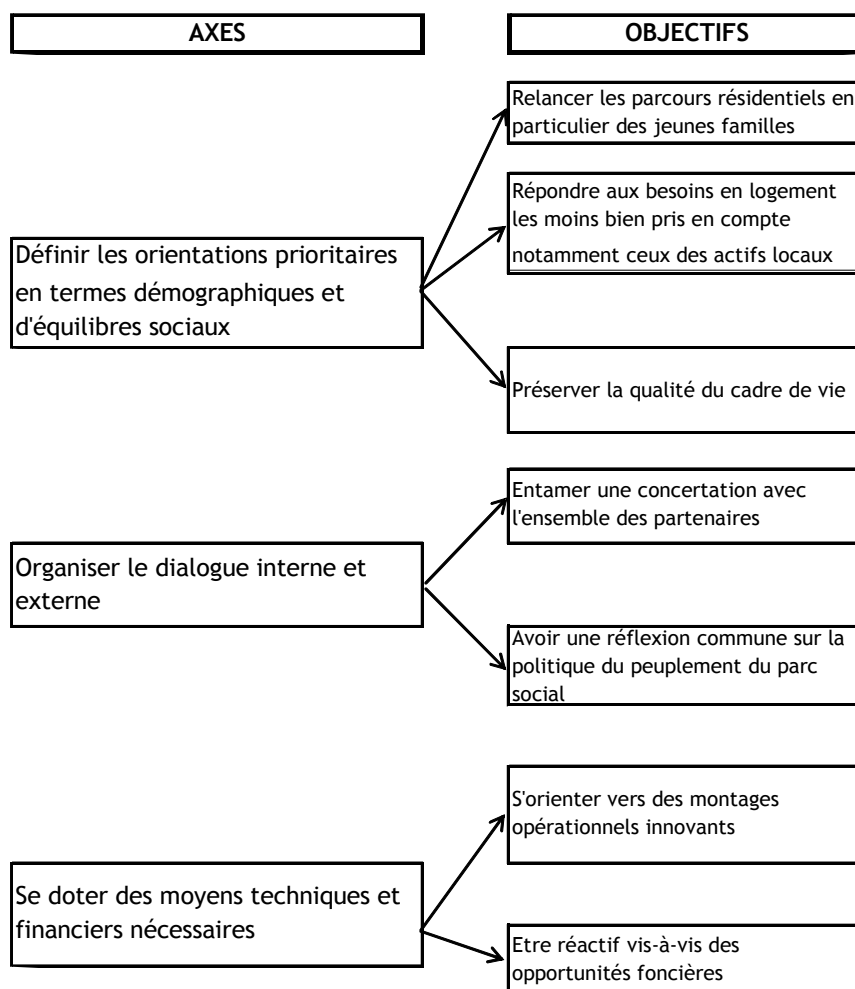 AXES
OBJECTIFS
Relancer les parcours résidentiels en
particulier des jeunes familles
Répondre aux besoins en logement
les moins bien pris en compte
notamment ceux des actifs locaux
Définir les orientations prioritaires
en termes démographiques et
d'équilibres sociaux
Préserver la qualité du cadre de vie
Entamer une concertation avec
l'ensemble des partenaires
Organiser le dialogue interne et
externe
Avoir une réflexion commune sur la
politique du peuplement du parc
social
S'orienter vers des montages
opérationnels innovants
Se doter des moyens techniques et
financiers nécessaires
Etre réactif vis-à-vis des
opportunités foncières